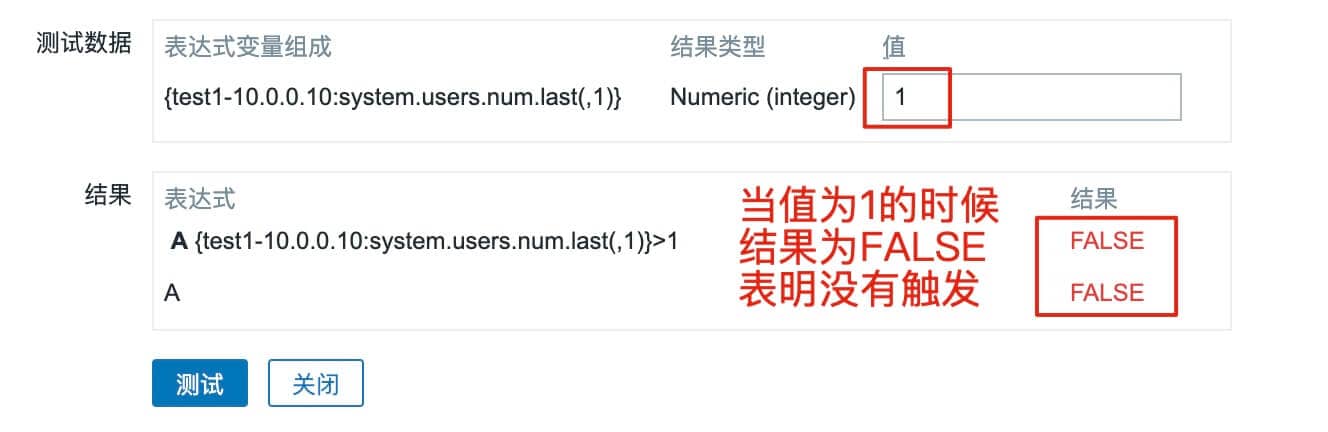 测试数据
表达式变量组成 结果类型 值
{test1-10.0.0.10:system.users.num.last(,1)} Numeric (integer) 1
结果
表达式 结果
A {test1-10.0.0.10:system.users.num.last(,1)}>1 FALSE
A FALSE
当值为1的时候
结果为FALSE
表明没有触发
测试 关闭